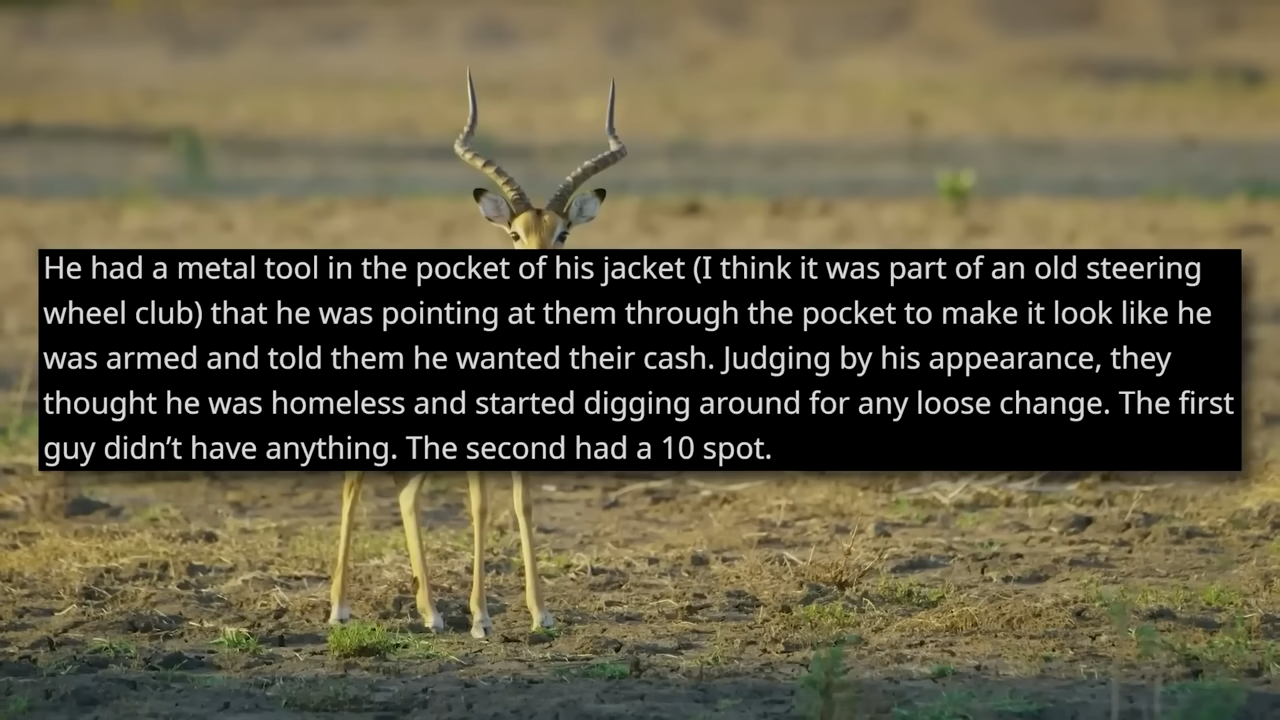 He had a metal tool in the pocket of his jacket (I think it was part of an old steering
wheel club) that he was pointing at them through the pocket to make it look like he
was armed and told them he wanted their cash. Judging by his appearance, they
thought he was homeless and started digging around for any loose change. The first
guy didn’t have anything. The second had a 10 spot.